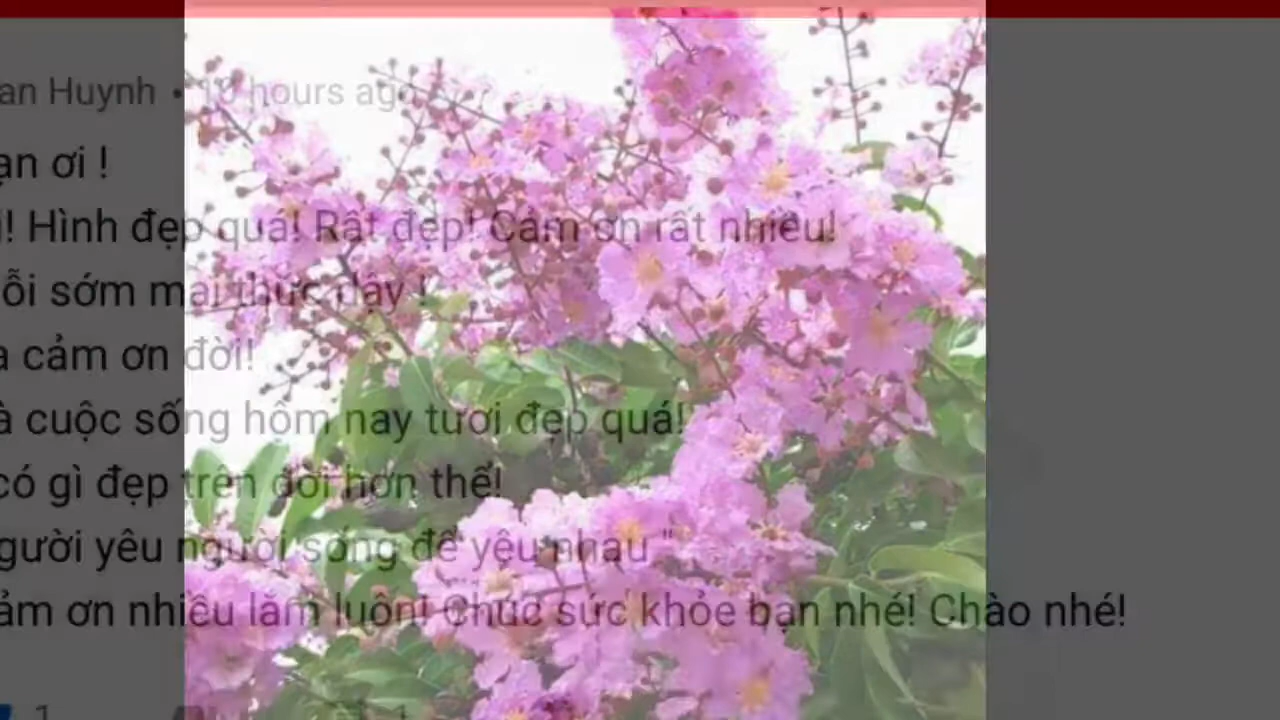 an Huynh • 10 hours ago
ạn ơi !
! Hình đẹp quá! Rất đẹp! Cảm ơn rất nhiều!
ỗi sớm mai thức dậy !
a cảm ơn đời!
à cuộc sống hôm nay tươi đẹp quá!
có gì đẹp trên đời hơn thế!
gười yêu người sống để yêu nhau "
ảm ơn nhiều lắm luôn! Chúc sức khỏe bạn nhé! Chào nhé!
1